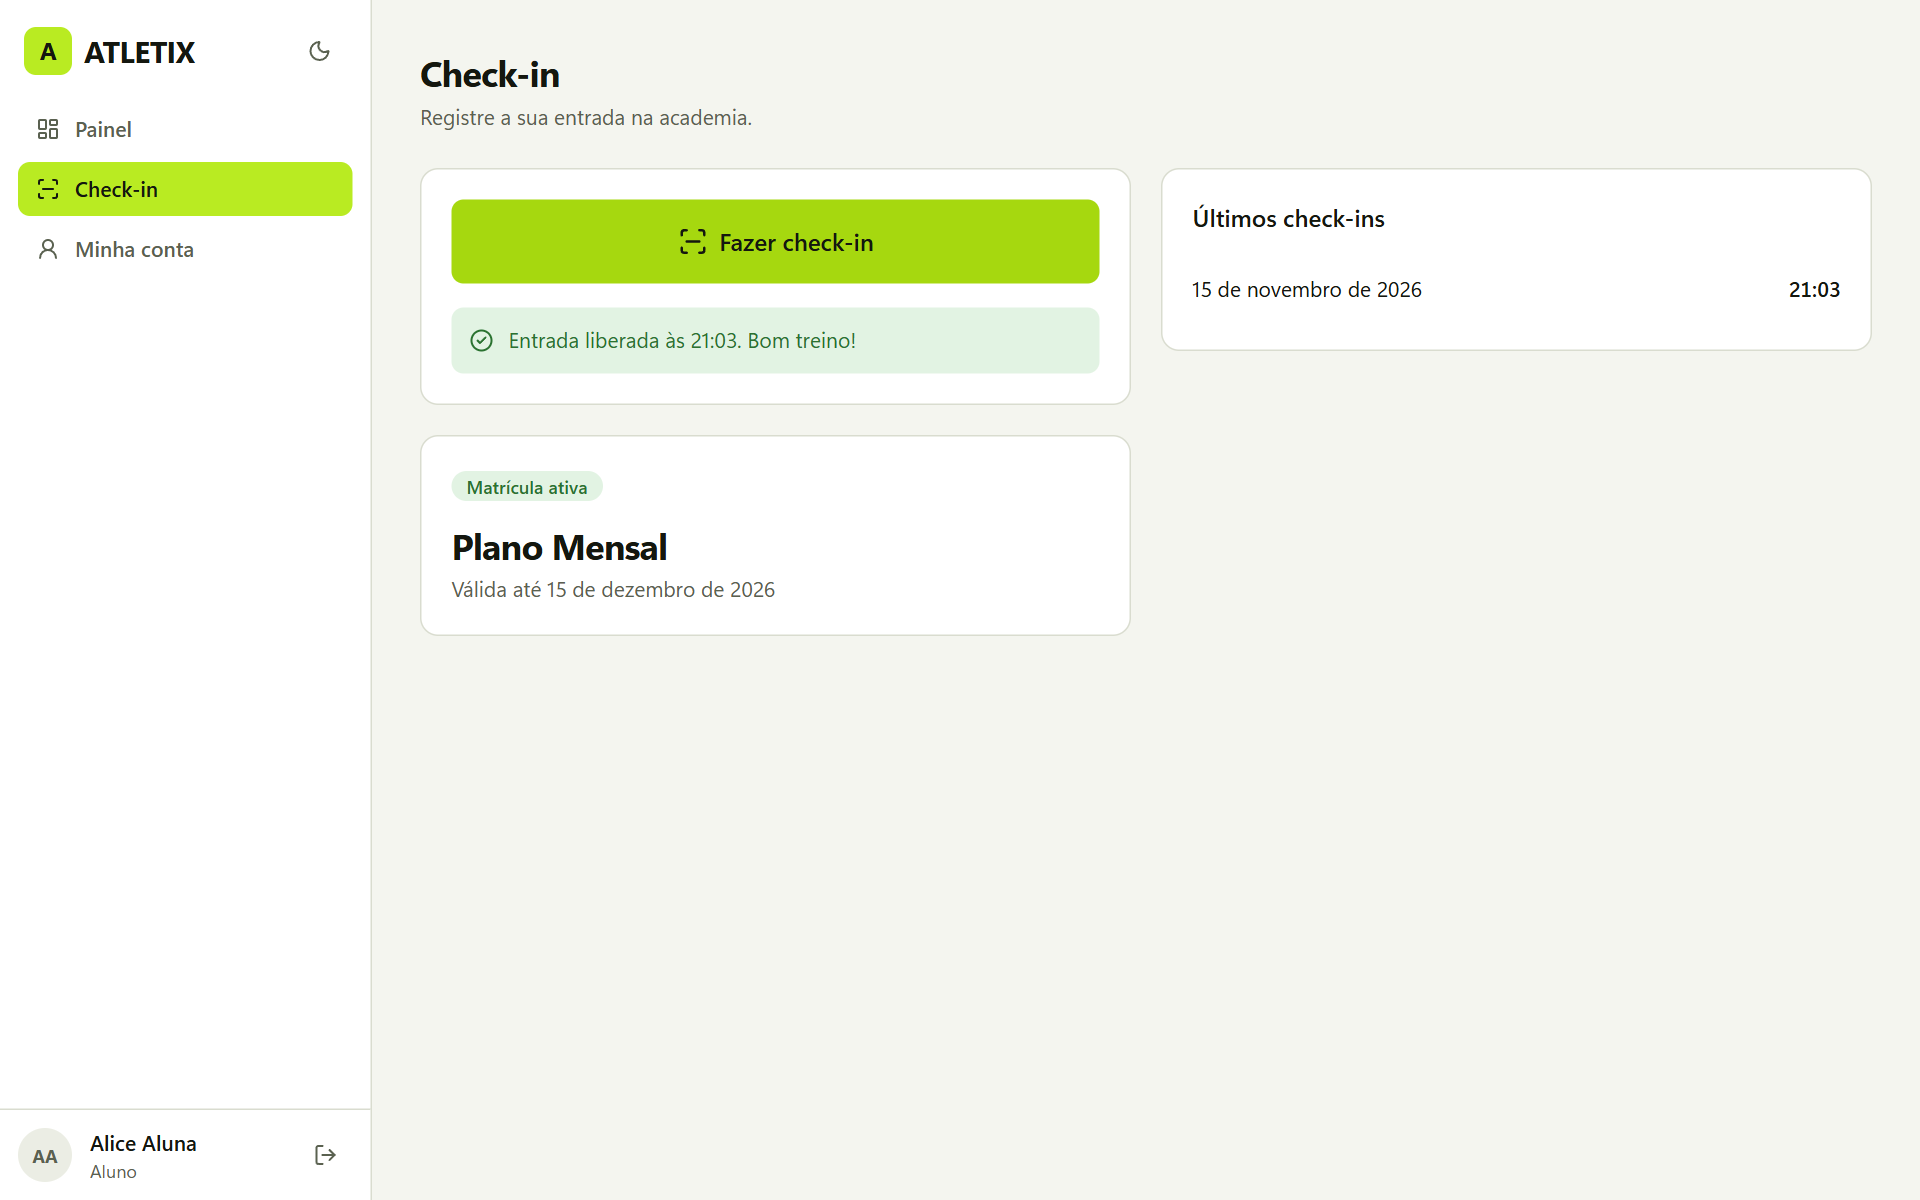 A ATLETIX
Painel
Check-in
Minha conta
Alice Aluna
AA
Aluno
Check-in
Registre a sua entrada na academia.
Fazer check-in
Entrada liberada às 21:03. Bom treino!
Matrícula ativa
Plano Mensal
Válida até 15 de dezembro de 2026
Últimos check-ins
15 de novembro de 2026 21:03